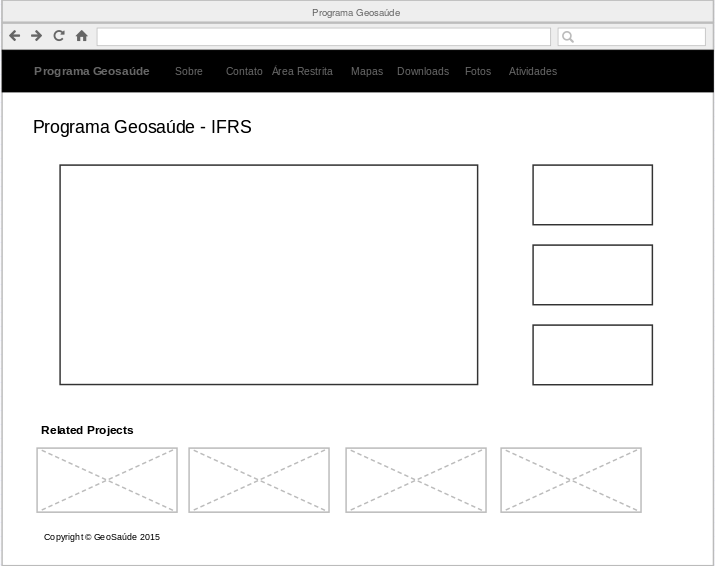 Programa Geosaúde
Programa Geosaúde Sobre Contato Área Restrita Mapas Downloads Fotos Atividades
Programa Geosaúde - IFRS
Related Projects
Copyright © GeoSaúde 2015